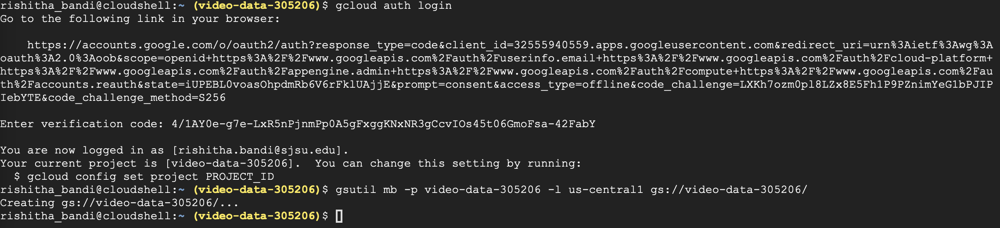 rishitha_bandi@cloudshell:~ (video-data-305206)$ gcloud auth login
Go to the following link in your browser:
https://accounts.google.com/o/oauth2/auth?response_type=code&client_id=32555940559.apps.googleusercontent.com&redirect_uri=urn%3Aietf%3Awg%3A
oauth%3A2.0%3Aoob&scope=openid+https%3A%2F%2Fwww.googleapis.com%2Fauth%2Fuserinfo.email+https%3A%2F%2Fwww.googleapis.com%2Fauth%2Fcloud-platform+
https%3A%2F%2Fwww.googleapis.com%2Fauth%2Fappengine.admin+https%3A%2F%2Fwww.googleapis.com%2Fauth%2Fcompute+https%3A%2F%2Fwww.googleapis.com%2Fau
th%2Faccounts.reauth&state=iUPEBL0voasOhpdmRb6V6rFklUAjjE&prompt=consent&access_type=offline&code_challenge=LXKh7ozm0pl8LZx8E5Fh1P9PZnimYeG1bPJIP
IebYTE&code_challenge_method=S256
Enter verification code: 4/1AY0e-g7e-LxR5nPjnmPp0A5gFxggKNxNR3gCcvIOs45t06GmoFsa-42FabY
You are now logged in as [rishitha.bandi@sjsu.edu].
Your current project is [video-data-305206].  You can change this setting by running:
$ gcloud config set project PROJECT_ID
rishitha_bandi@cloudshell:~ (video-data-305206)$ gsutil mb -p video-data-305206 -l us-central1 gs://video-data-305206/
Creating gs://video-data-305206/...
rishitha_bandi@cloudshell:~ (video-data-305206)$